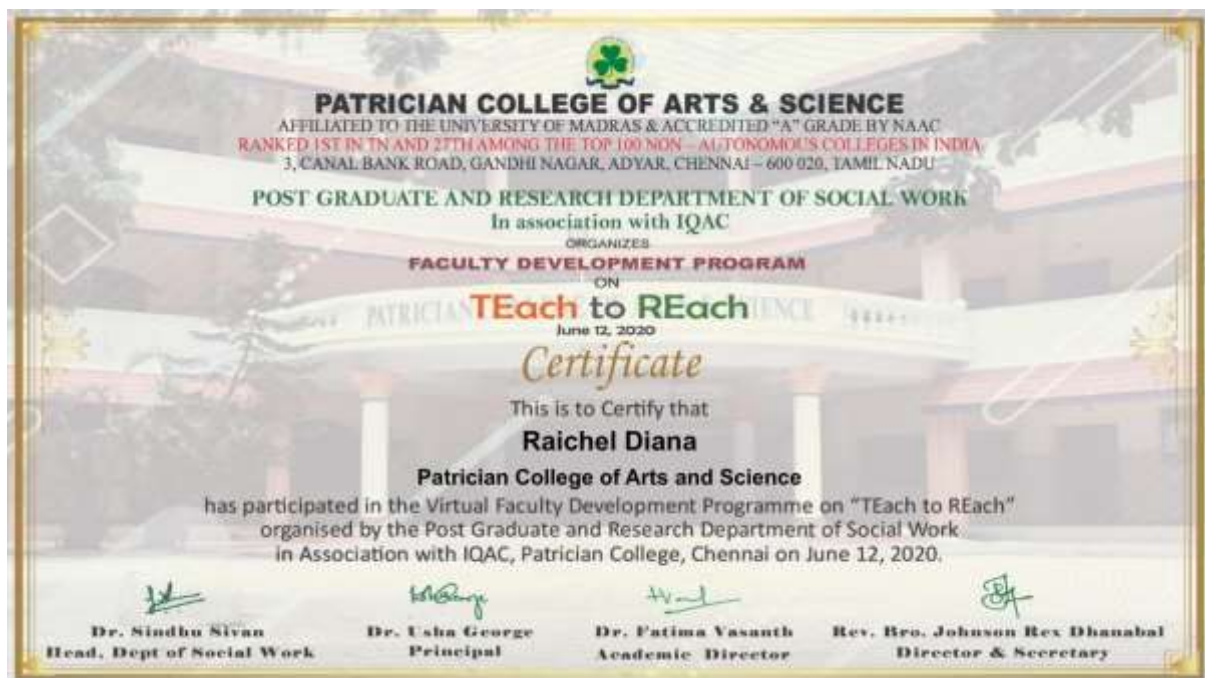 PATRICIAN COLLEGE OF ARTS & SCIENCE
AFFILIATED TO THE UNIVERSITY OF MADRAS & ACCREDITED "A" GRADE BY NAAC
RANKED 1ST IN TN AND 27TH AMONG THE TOP 100 NON – AUTONOMOUS COLLEGES IN INDIA
3, CANAL BANK ROAD, GANDHI NAGAR, ADYAR, CHENNAI – 600 020, TAMIL NADU
POST GRADUATE AND RESEARCH DEPARTMENT OF SOCIAL WORK
In association with IQAC
ORGANIZES
FACULTY DEVELOPMENT PROGRAM
ON
PATRICIAN
TEach to REach
June 12, 2020
Certificate
This is to Certify that
Raichel Diana
Patrician College of Arts and Science
has participated in the Virtual Faculty Development Programme on "TEach to REach"
organised by the Post Graduate and Research Department of Social Work
in Association with IQAC, Patrician College, Chennai on June 12, 2020.
Dr. Sindhu Sivan
Head, Dept of Social Work
Dr. Usha George
Principal
Dr. Fatima Vasanth
Academic Director
Rev. Bro. Johnson Rex Dhanabal
Director & Secretary